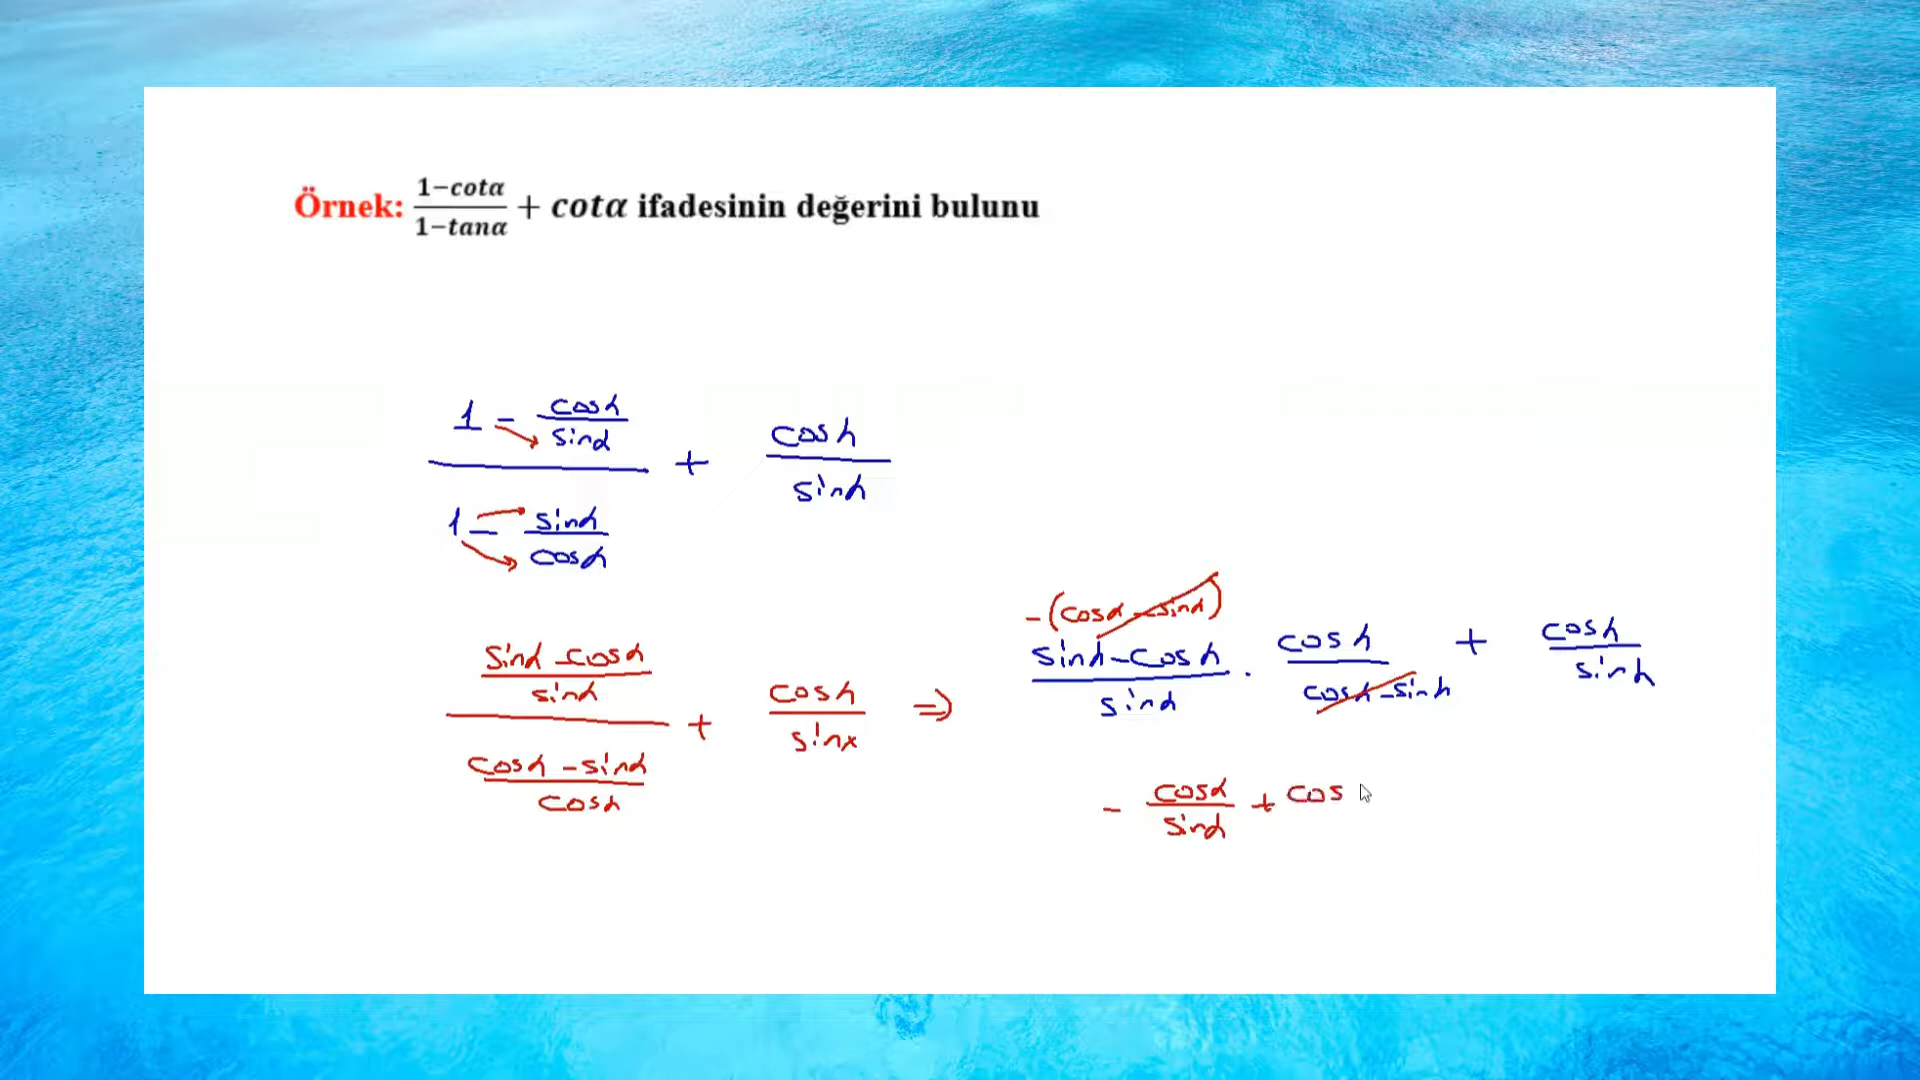 Örnek: (1-cotα)/(1-tanα) + cotα ifadesinin değerini bulunu
(1 - cosα/sinα)/(1 - sinα/cosα) + cosα/sinα
((sinα - cosα)/sinα)/((cosα - sinα)/cosα) + cosα/sinx ⇒
-(cosα - sinα)
(sinα - cosα)/sinα · cosα/(cosα - sinα) + cosα/sinα
- cosα/sinα + cos